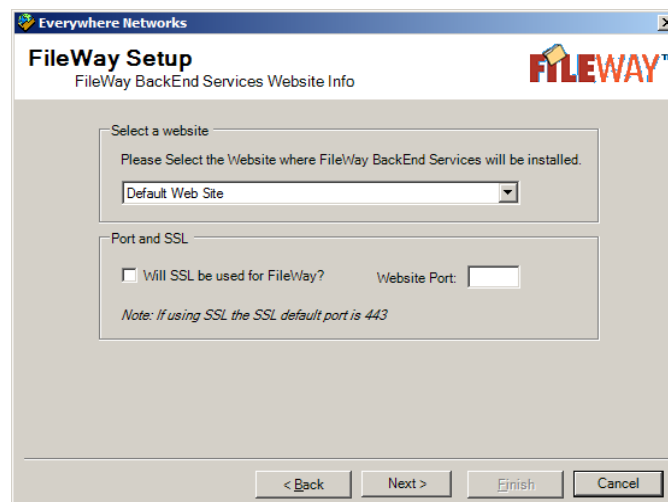 Everywhere Networks
FileWay Setup
FileWay BackEnd Services Website Info
FILEWAY™
Select a website
Please Select the Website where FileWay BackEnd Services will be installed.
Default Web Site
Port and SSL
Will SSL be used for FileWay? Website Port:
Note: If using SSL the SSL default port is 443
< Back Next > Finish Cancel